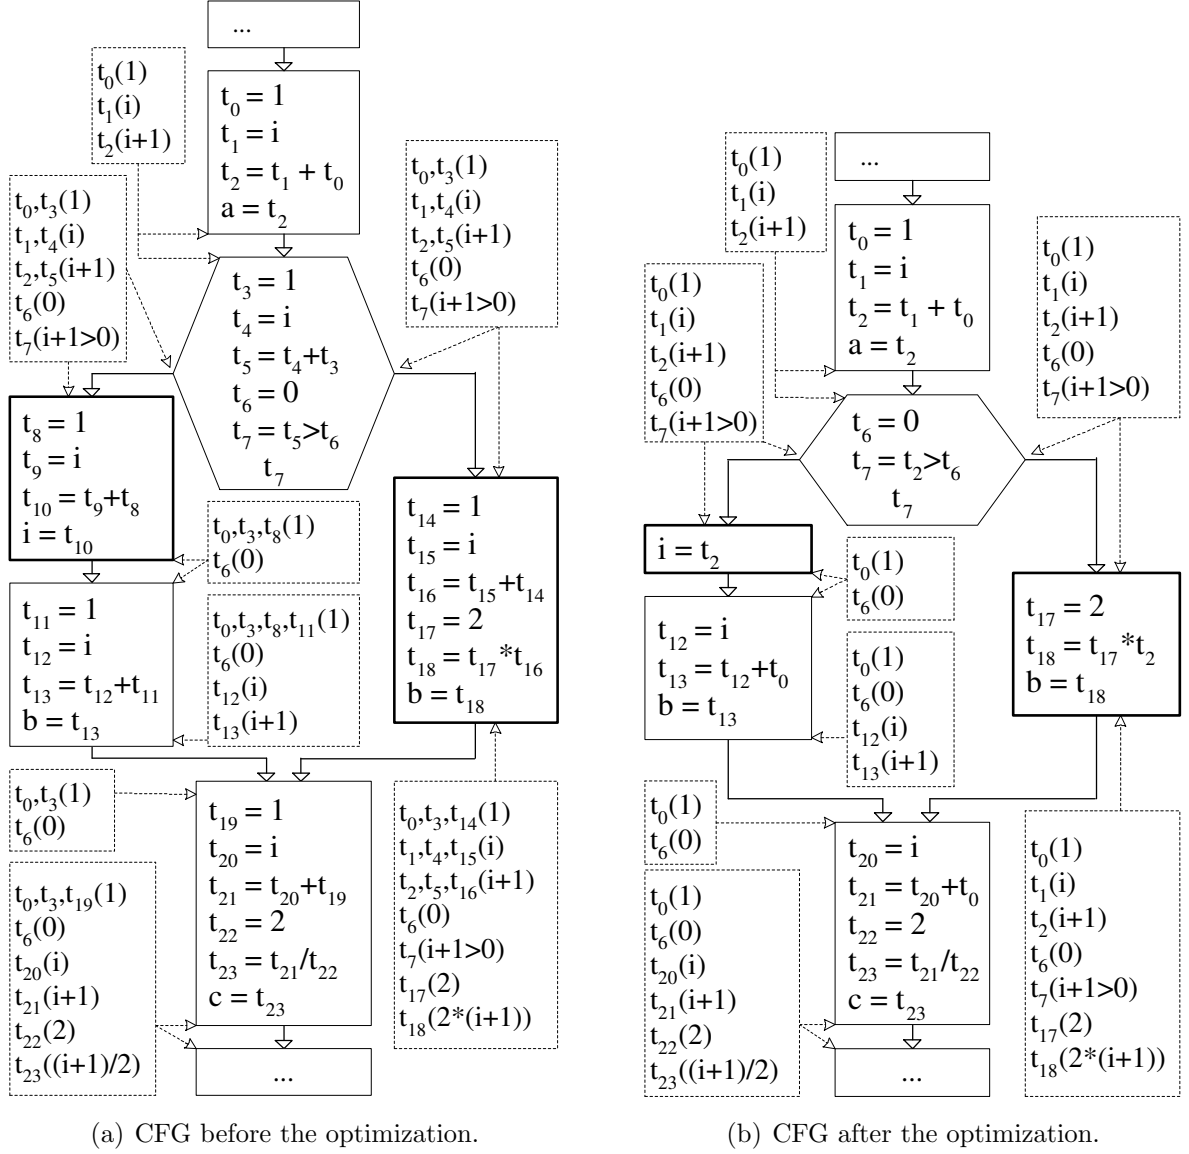 ...
t₀(1)
t₁(i)
t₂(i+1)
t₀ = 1
t₁ = i
t₂ = t₁ + t₀
a = t₂
t₀,t₃(1)
t₁,t₄(i)
t₂,t₅(i+1)
t₆(0)
t₇(i+1>0)
t₃ = 1
t₄ = i
t₅ = t₄+t₃
t₆ = 0
t₇ = t₅>t₆
t₇
t₀,t₃(1)
t₁,t₄(i)
t₂,t₅(i+1)
t₆(0)
t₇(i+1>0)
t₈ = 1
t₉ = i
t₁₀ = t₉+t₈
i = t₁₀
t₀,t₃,t₈(1)
t₆(0)
t₁₄ = 1
t₁₅ = i
t₁₆ = t₁₅+t₁₄
t₁₇ = 2
t₁₈ = t₁₇*t₁₆
b = t₁₈
t₁₁ = 1
t₁₂ = i
t₁₃ = t₁₂+t₁₁
b = t₁₃
t₀,t₃,t₈,t₁₁(1)
t₆(0)
t₁₂(i)
t₁₃(i+1)
t₀,t₃(1)
t₆(0)
t₁₉ = 1
t₂₀ = i
t₂₁ = t₂₀+t₁₉
t₂₂ = 2
t₂₃ = t₂₁/t₂₂
c = t₂₃
t₀,t₃,t₁₄(1)
t₁,t₄,t₁₅(i)
t₂,t₅,t₁₆(i+1)
t₆(0)
t₇(i+1>0)
t₁₇(2)
t₁₈(2*(i+1))
t₀,t₃,t₁₉(1)
t₆(0)
t₂₀(i)
t₂₁(i+1)
t₂₂(2)
t₂₃((i+1)/2)
...
(a) CFG before the optimization.
...
t₀(1)
t₁(i)
t₂(i+1)
t₀ = 1
t₁ = i
t₂ = t₁ + t₀
a = t₂
t₀(1)
t₁(i)
t₂(i+1)
t₆(0)
t₇(i+1>0)
t₆ = 0
t₇ = t₂>t₆
t₇
t₀(1)
t₁(i)
t₂(i+1)
t₆(0)
t₇(i+1>0)
i = t₂
t₀(1)
t₆(0)
t₁₇ = 2
t₁₈ = t₁₇*t₂
b = t₁₈
t₁₂ = i
t₁₃ = t₁₂+t₀
b = t₁₃
t₀(1)
t₆(0)
t₁₂(i)
t₁₃(i+1)
t₀(1)
t₆(0)
t₂₀ = i
t₂₁ = t₂₀+t₀
t₂₂ = 2
t₂₃ = t₂₁/t₂₂
c = t₂₃
t₀(1)
t₁(i)
t₂(i+1)
t₆(0)
t₇(i+1>0)
t₁₇(2)
t₁₈(2*(i+1))
t₀(1)
t₆(0)
t₂₀(i)
t₂₁(i+1)
t₂₂(2)
t₂₃((i+1)/2)
...
(b) CFG after the optimization.